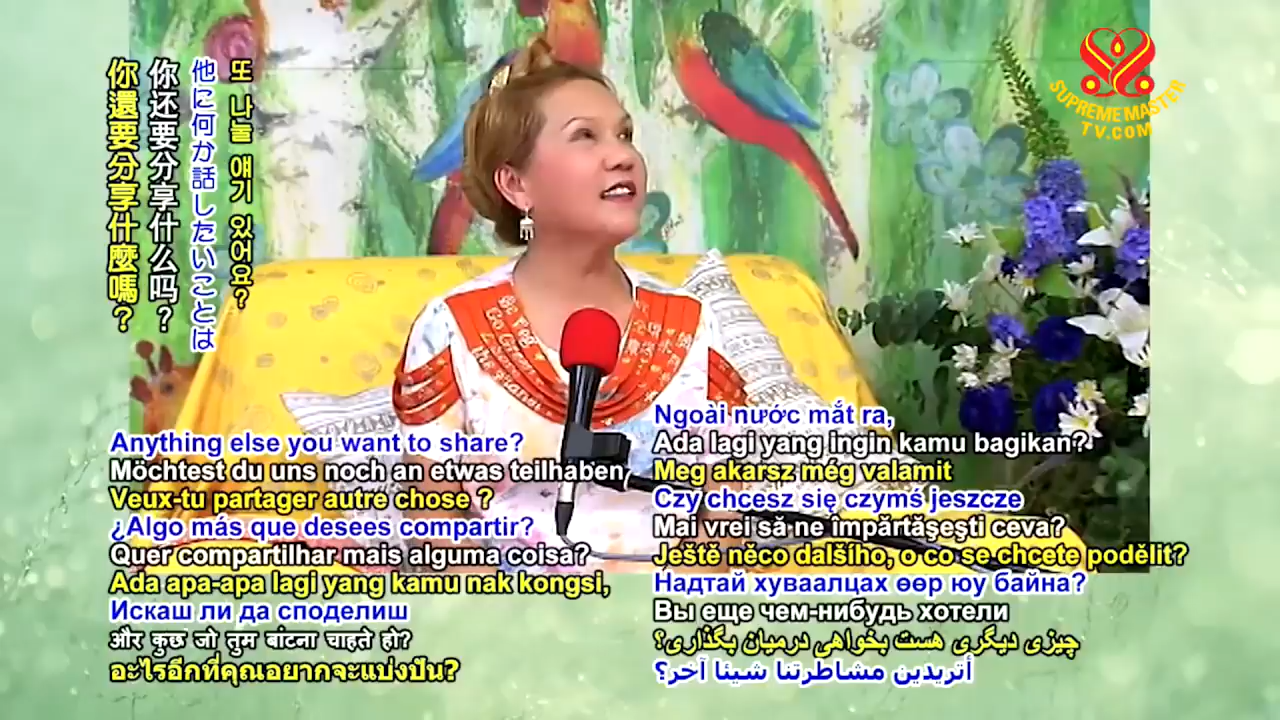 SUPREME MASTER
TV.COM
또 나눌 얘기 있어요?
他に何か話したいことは
你还要分享什么吗？
你還要分享什麼嗎？
Be Veg
Go Green
Anything else you want to share?
Möchtest du uns noch an etwas teilhaben
Veux-tu partager autre chose ?
¿Algo más que desees compartir?
Quer compartilhar mais alguma coisa?
Ada apa-apa lagi yang kamu nak kongsi,
Искаш ли да споделиш
और कुछ जो तुम बांटना चाहते हो?
อะไรอีกที่คุณอยากจะแบ่งปัน?
Ngoài nước mắt ra,
Ada lagi yang ingin kamu bagikan?
Meg akarsz még valamit
Czy chcesz się czymś jeszcze
Mai vrei să ne împărtăşeşti ceva?
Ještě něco dalšího, o co se chcete podělit?
Надтай хуваалцах өөр юу байна?
Вы еще чем-нибудь хотели
چیزی دیگری هست بخواهی درمیان بگذاری؟
أتريدين مشاطرتنا شيئا آخر؟